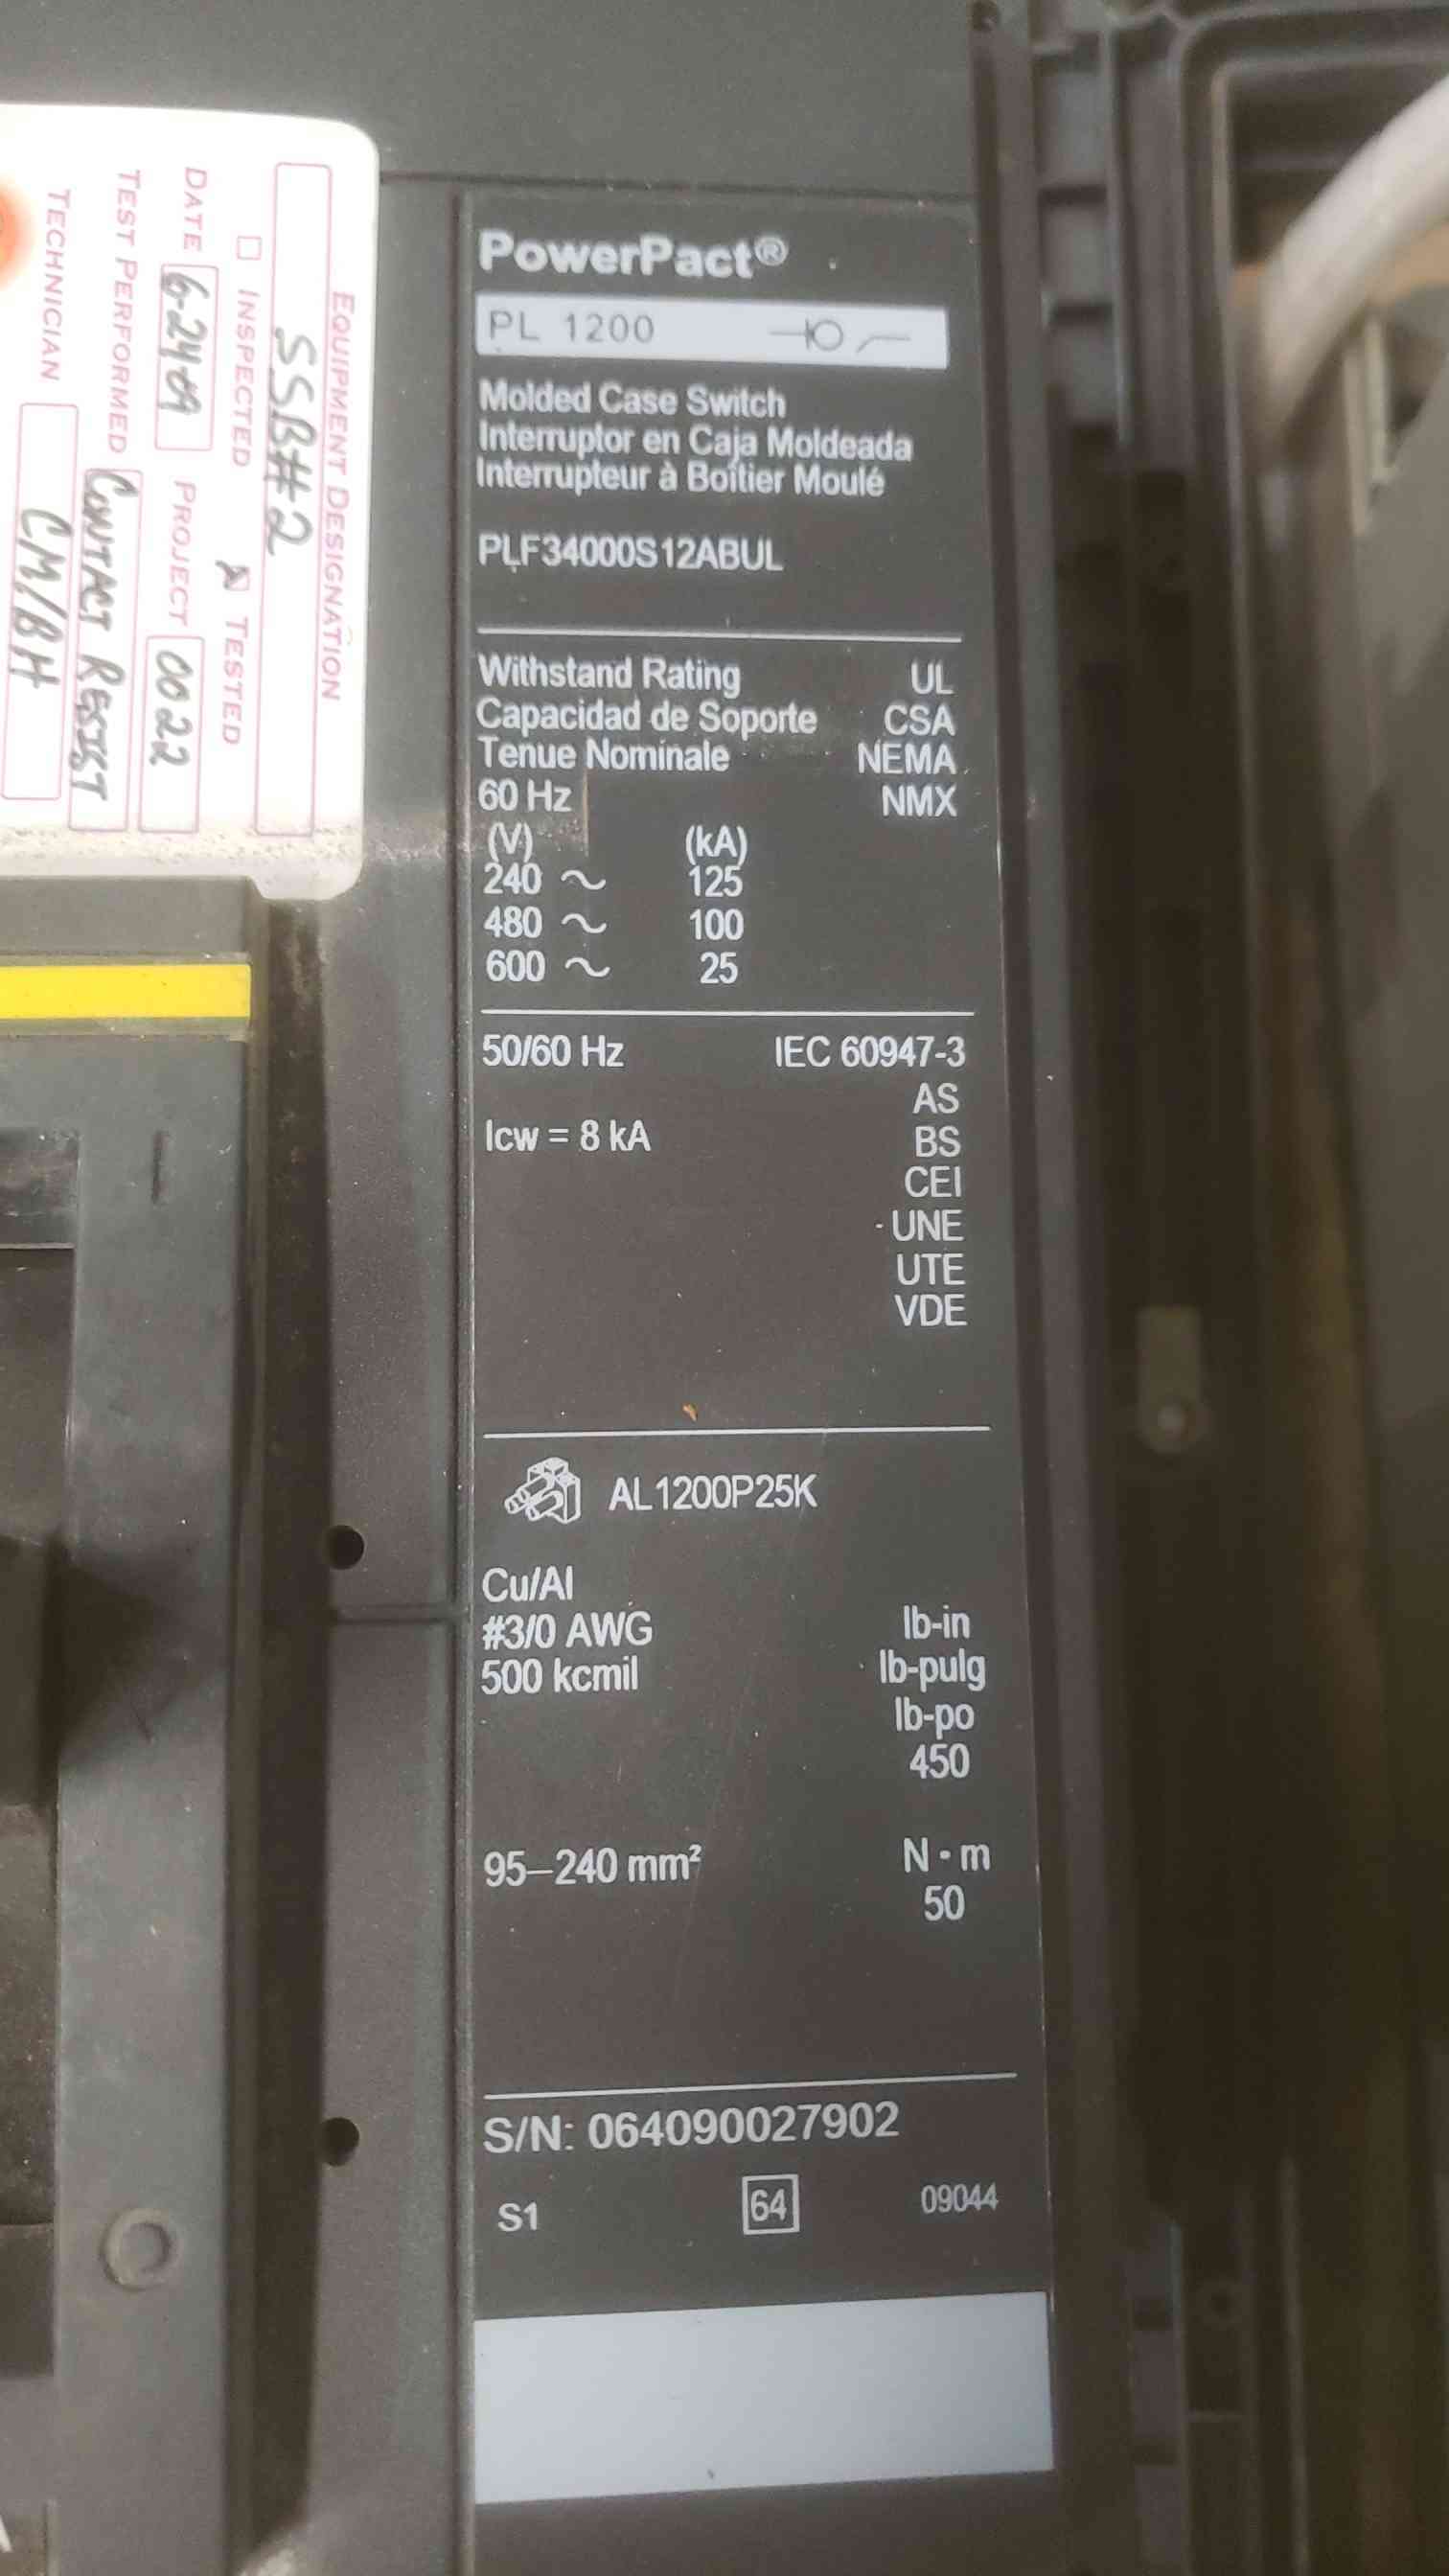 EQUIPMENT DESIGNATION
SSB#2
INSPECTED TESTED
DATE 6-24-09 PROJECT 0022
TEST PERFORMED CONTACT RESIST
TECHNICIAN CM/BH
PowerPact®
PL 1200
Molded Case Switch
Interruptor en Caja Moldeada
Interrupteur à Boîtier Moulé
PLF34000S12ABUL
Withstand Rating UL
Capacidad de Soporte CSA
Tenue Nominale NEMA
60 Hz NMX
(V) (kA)
240 ~ 125
480 ~ 100
600 ~ 25
50/60 Hz IEC 60947-3
AS
Icw = 8 kA BS
CEI
UNE
UTE
VDE
AL1200P25K
Cu/Al
#3/0 AWG lb-in
500 kcmil lb-pulg
lb-po
450
95–240 mm² N·m
50
S/N: 064090027902
S1 64 09044